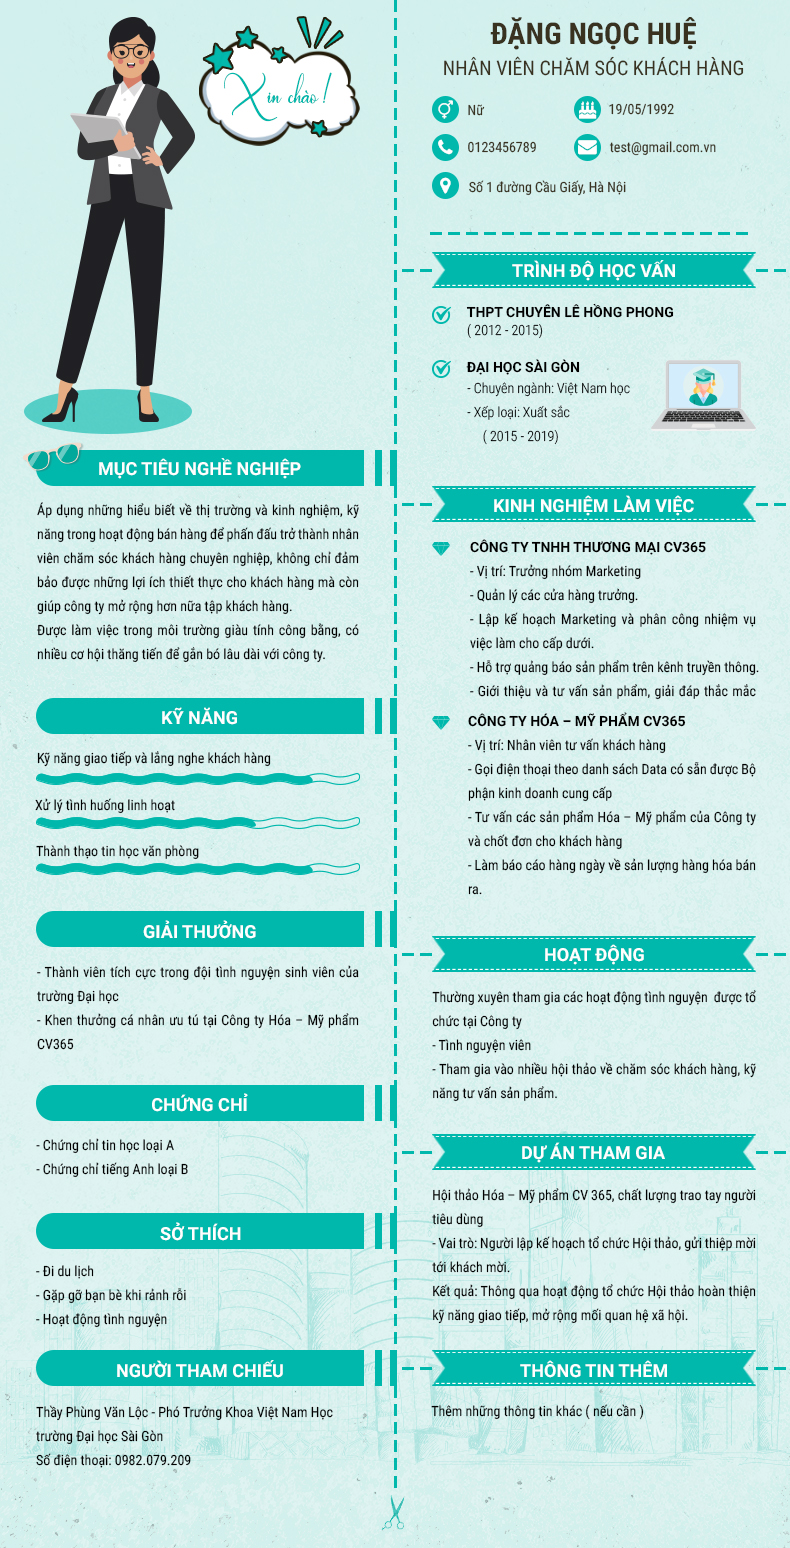 Xin chào !
ĐẶNG NGỌC HUỆ
NHÂN VIÊN CHĂM SÓC KHÁCH HÀNG
Nữ
19/05/1992
0123456789
test@gmail.com.vn
Số 1 đường Cầu Giấy, Hà Nội
MỤC TIÊU NGHỀ NGHIỆP
Áp dụng những hiểu biết về thị trường và kinh nghiệm, kỹ
năng trong hoạt động bán hàng để phấn đấu trở thành nhân
viên chăm sóc khách hàng chuyên nghiệp, không chỉ đảm
bảo được những lợi ích thiết thực cho khách hàng mà còn
giúp công ty mở rộng hơn nữa tập khách hàng.
Được làm việc trong môi trường giàu tính công bằng, có
nhiều cơ hội thăng tiến để gắn bó lâu dài với công ty.
KỸ NĂNG
Kỹ năng giao tiếp và lắng nghe khách hàng
Xử lý tình huống linh hoạt
Thành thạo tin học văn phòng
GIẢI THƯỞNG
- Thành viên tích cực trong đội tình nguyện sinh viên của
trường Đại học
- Khen thưởng cá nhân ưu tú tại Công ty Hóa – Mỹ phẩm
CV365
CHỨNG CHỈ
- Chứng chỉ tin học loại A
- Chứng chỉ tiếng Anh loại B
SỞ THÍCH
- Đi du lịch
- Gặp gỡ bạn bè khi rảnh rỗi
- Hoạt động tình nguyện
NGƯỜI THAM CHIẾU
Thầy Phùng Văn Lộc - Phó Trưởng Khoa Việt Nam Học
trường Đại học Sài Gòn
Số điện thoại: 0982.079.209
TRÌNH ĐỘ HỌC VẤN
THPT CHUYÊN LÊ HỒNG PHONG
( 2012 - 2015)
ĐẠI HỌC SÀI GÒN
- Chuyên ngành: Việt Nam học
- Xếp loại: Xuất sắc
( 2015 - 2019)
KINH NGHIỆM LÀM VIỆC
CÔNG TY TNHH THƯƠNG MẠI CV365
- Vị trí: Trưởng nhóm Marketing
- Quản lý các cửa hàng trưởng.
- Lập kế hoạch Marketing và phân công nhiệm vụ
việc làm cho cấp dưới.
- Hỗ trợ quảng báo sản phẩm trên kênh truyền thông.
- Giới thiệu và tư vấn sản phẩm, giải đáp thắc mắc
CÔNG TY HÓA – MỸ PHẨM CV365
- Vị trí: Nhân viên tư vấn khách hàng
- Gọi điện thoại theo danh sách Data có sẵn được Bộ
phận kinh doanh cung cấp
- Tư vấn các sản phẩm Hóa – Mỹ phẩm của Công ty
và chốt đơn cho khách hàng
- Làm báo cáo hàng ngày về sản lượng hàng hóa bán
ra.
HOẠT ĐỘNG
Thường xuyên tham gia các hoạt động tình nguyện được tổ
chức tại Công ty
- Tình nguyện viên
- Tham gia vào nhiều hội thảo về chăm sóc khách hàng, kỹ
năng tư vấn sản phẩm.
DỰ ÁN THAM GIA
Hội thảo Hóa – Mỹ phẩm CV 365, chất lượng trao tay người
tiêu dùng
- Vai trò: Người lập kế hoạch tổ chức Hội thảo, gửi thiệp mời
tới khách mời.
Kết quả: Thông qua hoạt động tổ chức Hội thảo hoàn thiện
kỹ năng giao tiếp, mở rộng mối quan hệ xã hội.
THÔNG TIN THÊM
Thêm những thông tin khác ( nếu cần )